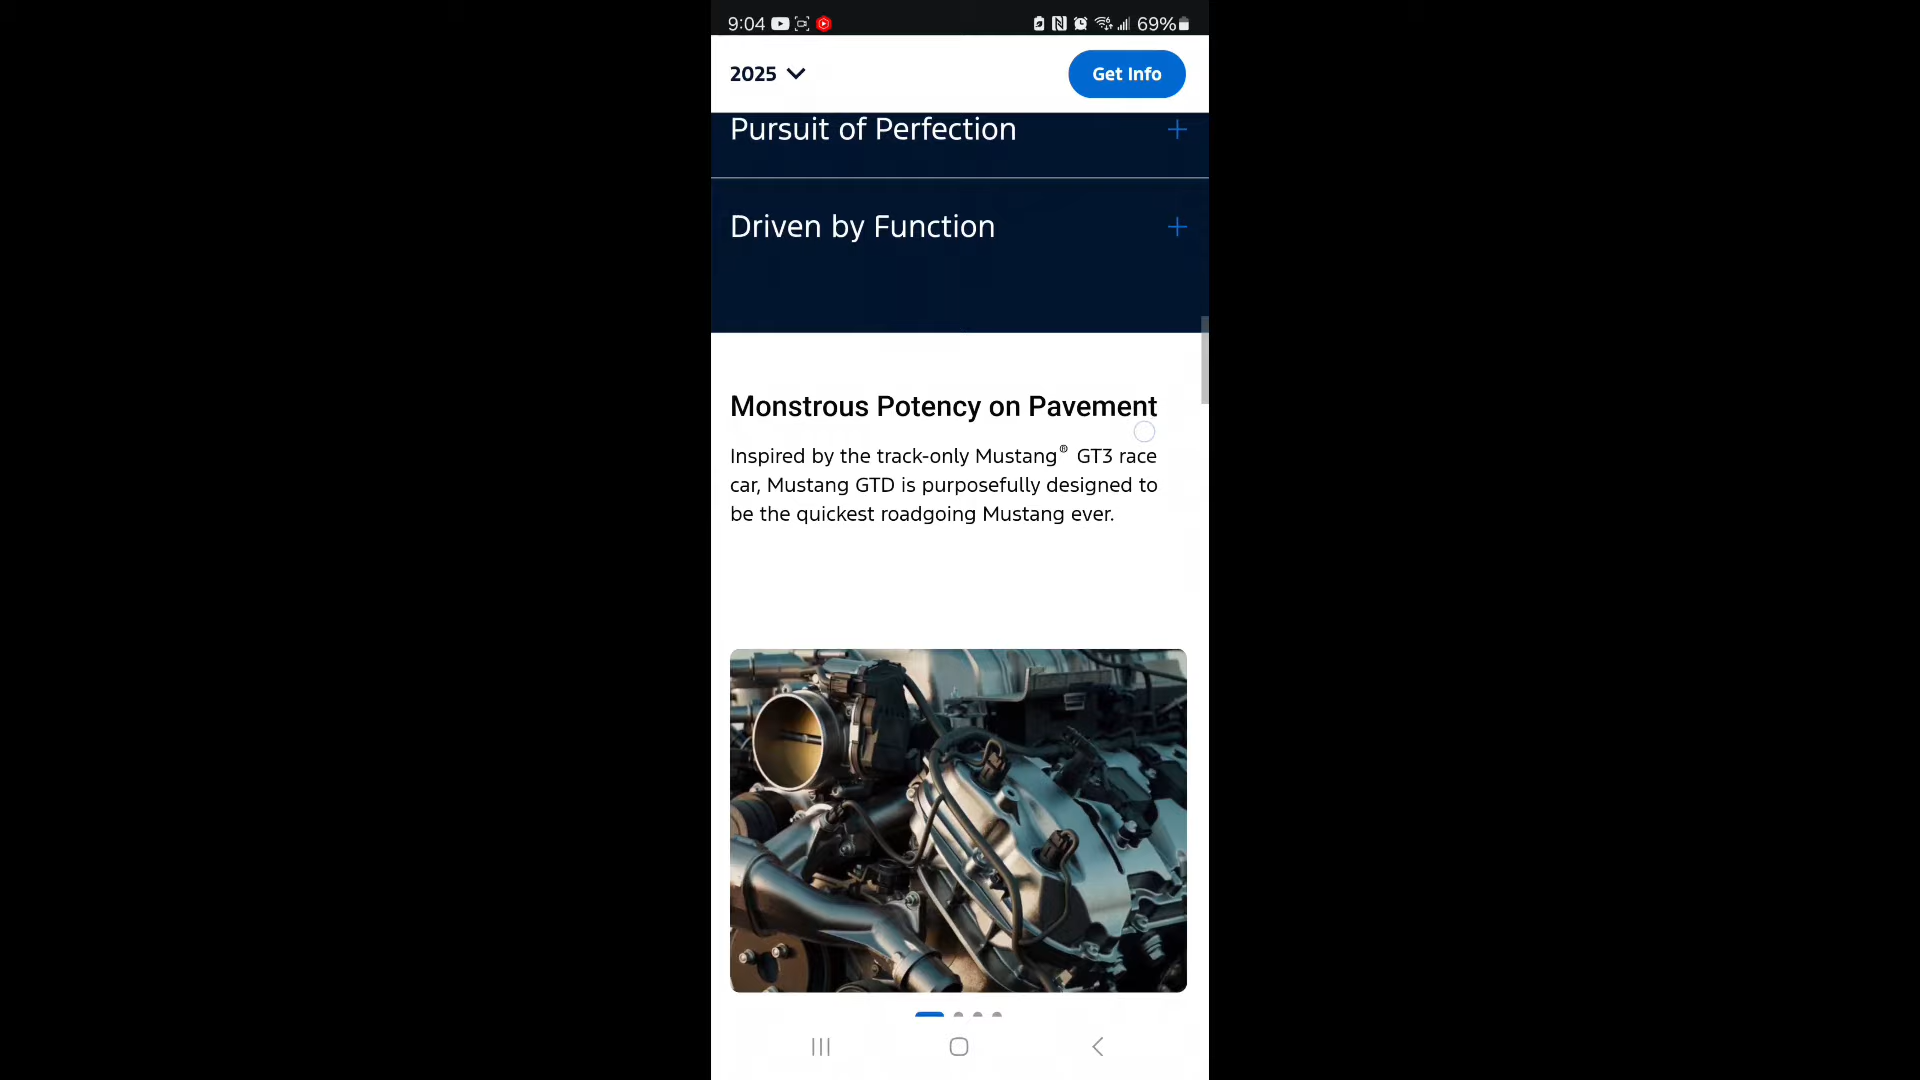 9:04
69%
2025
Get Info
Pursuit of Perfection
Driven by Function
Monstrous Potency on Pavement
Inspired by the track-only Mustang® GT3 race
car, Mustang GTD is purposefully designed to
be the quickest roadgoing Mustang ever.